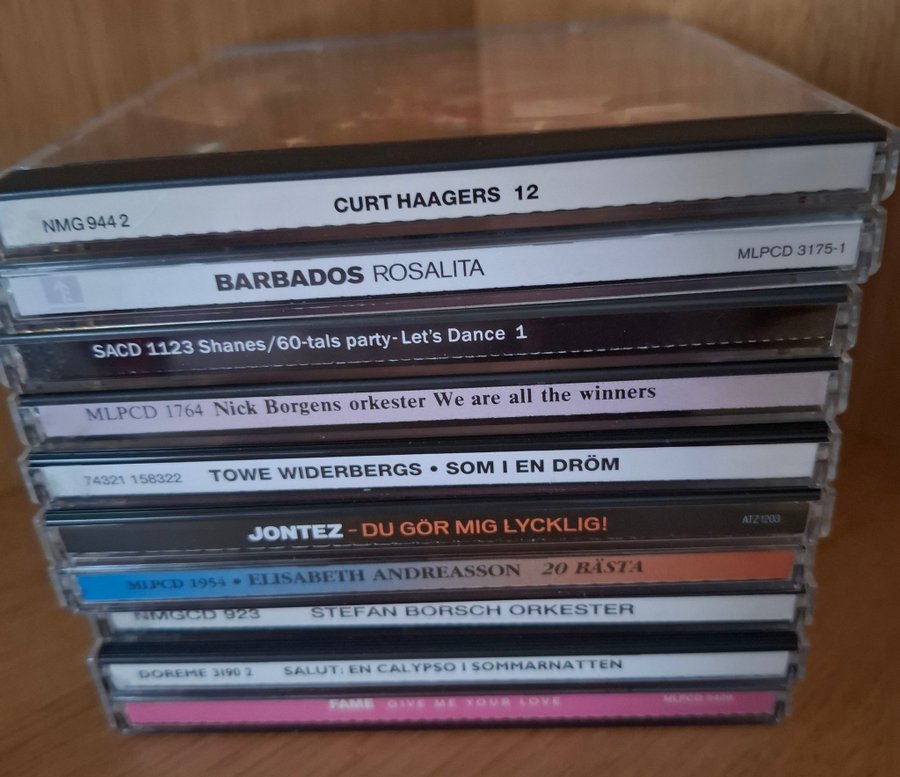 NMG 944 2 CURT HAAGERS 12
BARBADOS ROSALITA MLPCD 3175-1
SACD 1123 Shanes/60-tals party-Let's Dance 1
MLPCD 1764 Nick Borgens orkester We are all the winners
74321 158322 TOWE WIDERBERGS • SOM I EN DRÖM
JONTEZ - DU GÖR MIG LYCKLIG! ATZ1203
MLPCD 1954 • ELISABETH ANDREASSON 20 BÄSTA
NMGCD 923 STEFAN BORSCH ORKESTER
DOREME 3190 2 SALUT: EN CALYPSO I SOMMARNATTEN
FAME GIVE ME YOUR LOVE MLPCD